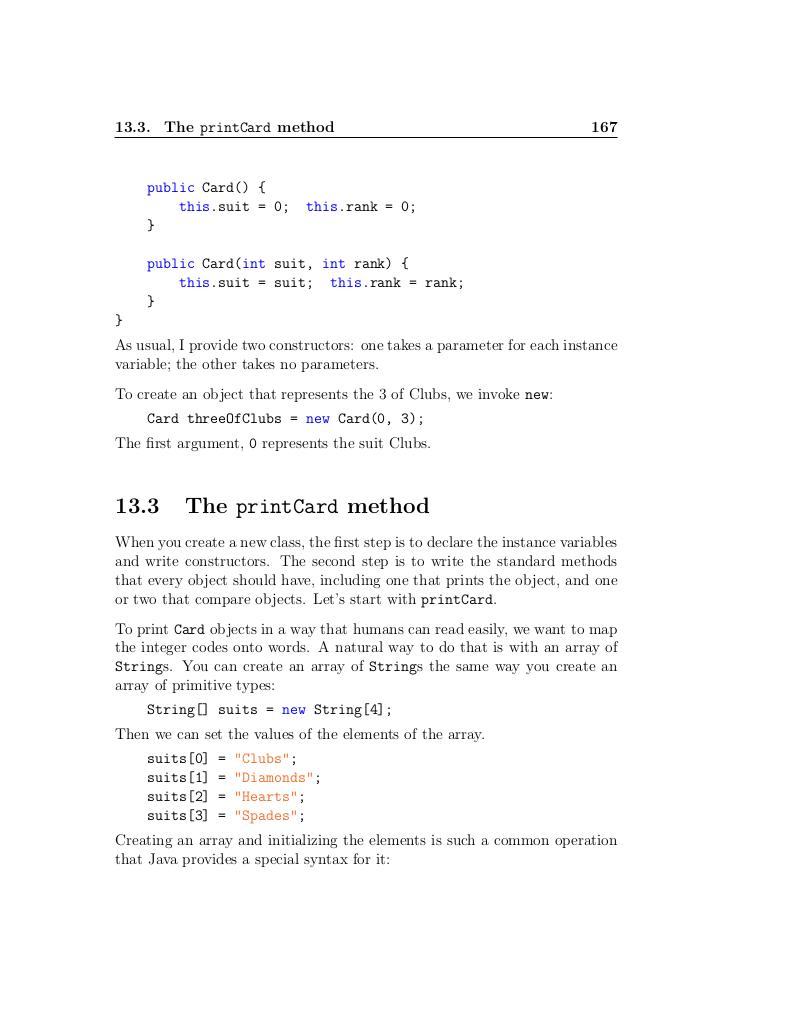 13.3. The printCard method 167
public Card() {
this.suit = 0;  this.rank = 0;
}
public Card(int suit, int rank) {
this.suit = suit;  this.rank = rank;
}
}
As usual, I provide two constructors: one takes a parameter for each instance
variable; the other takes no parameters.
To create an object that represents the 3 of Clubs, we invoke new:
Card threeOfClubs = new Card(0, 3);
The first argument, 0 represents the suit Clubs.
13.3 The printCard method
When you create a new class, the first step is to declare the instance variables
and write constructors. The second step is to write the standard methods
that every object should have, including one that prints the object, and one
or two that compare objects. Let's start with printCard.
To print Card objects in a way that humans can read easily, we want to map
the integer codes onto words. A natural way to do that is with an array of
Strings. You can create an array of Strings the same way you create an
array of primitive types:
String[] suits = new String[4];
Then we can set the values of the elements of the array.
suits[0] = "Clubs";
suits[1] = "Diamonds";
suits[2] = "Hearts";
suits[3] = "Spades";
Creating an array and initializing the elements is such a common operation
that Java provides a special syntax for it: